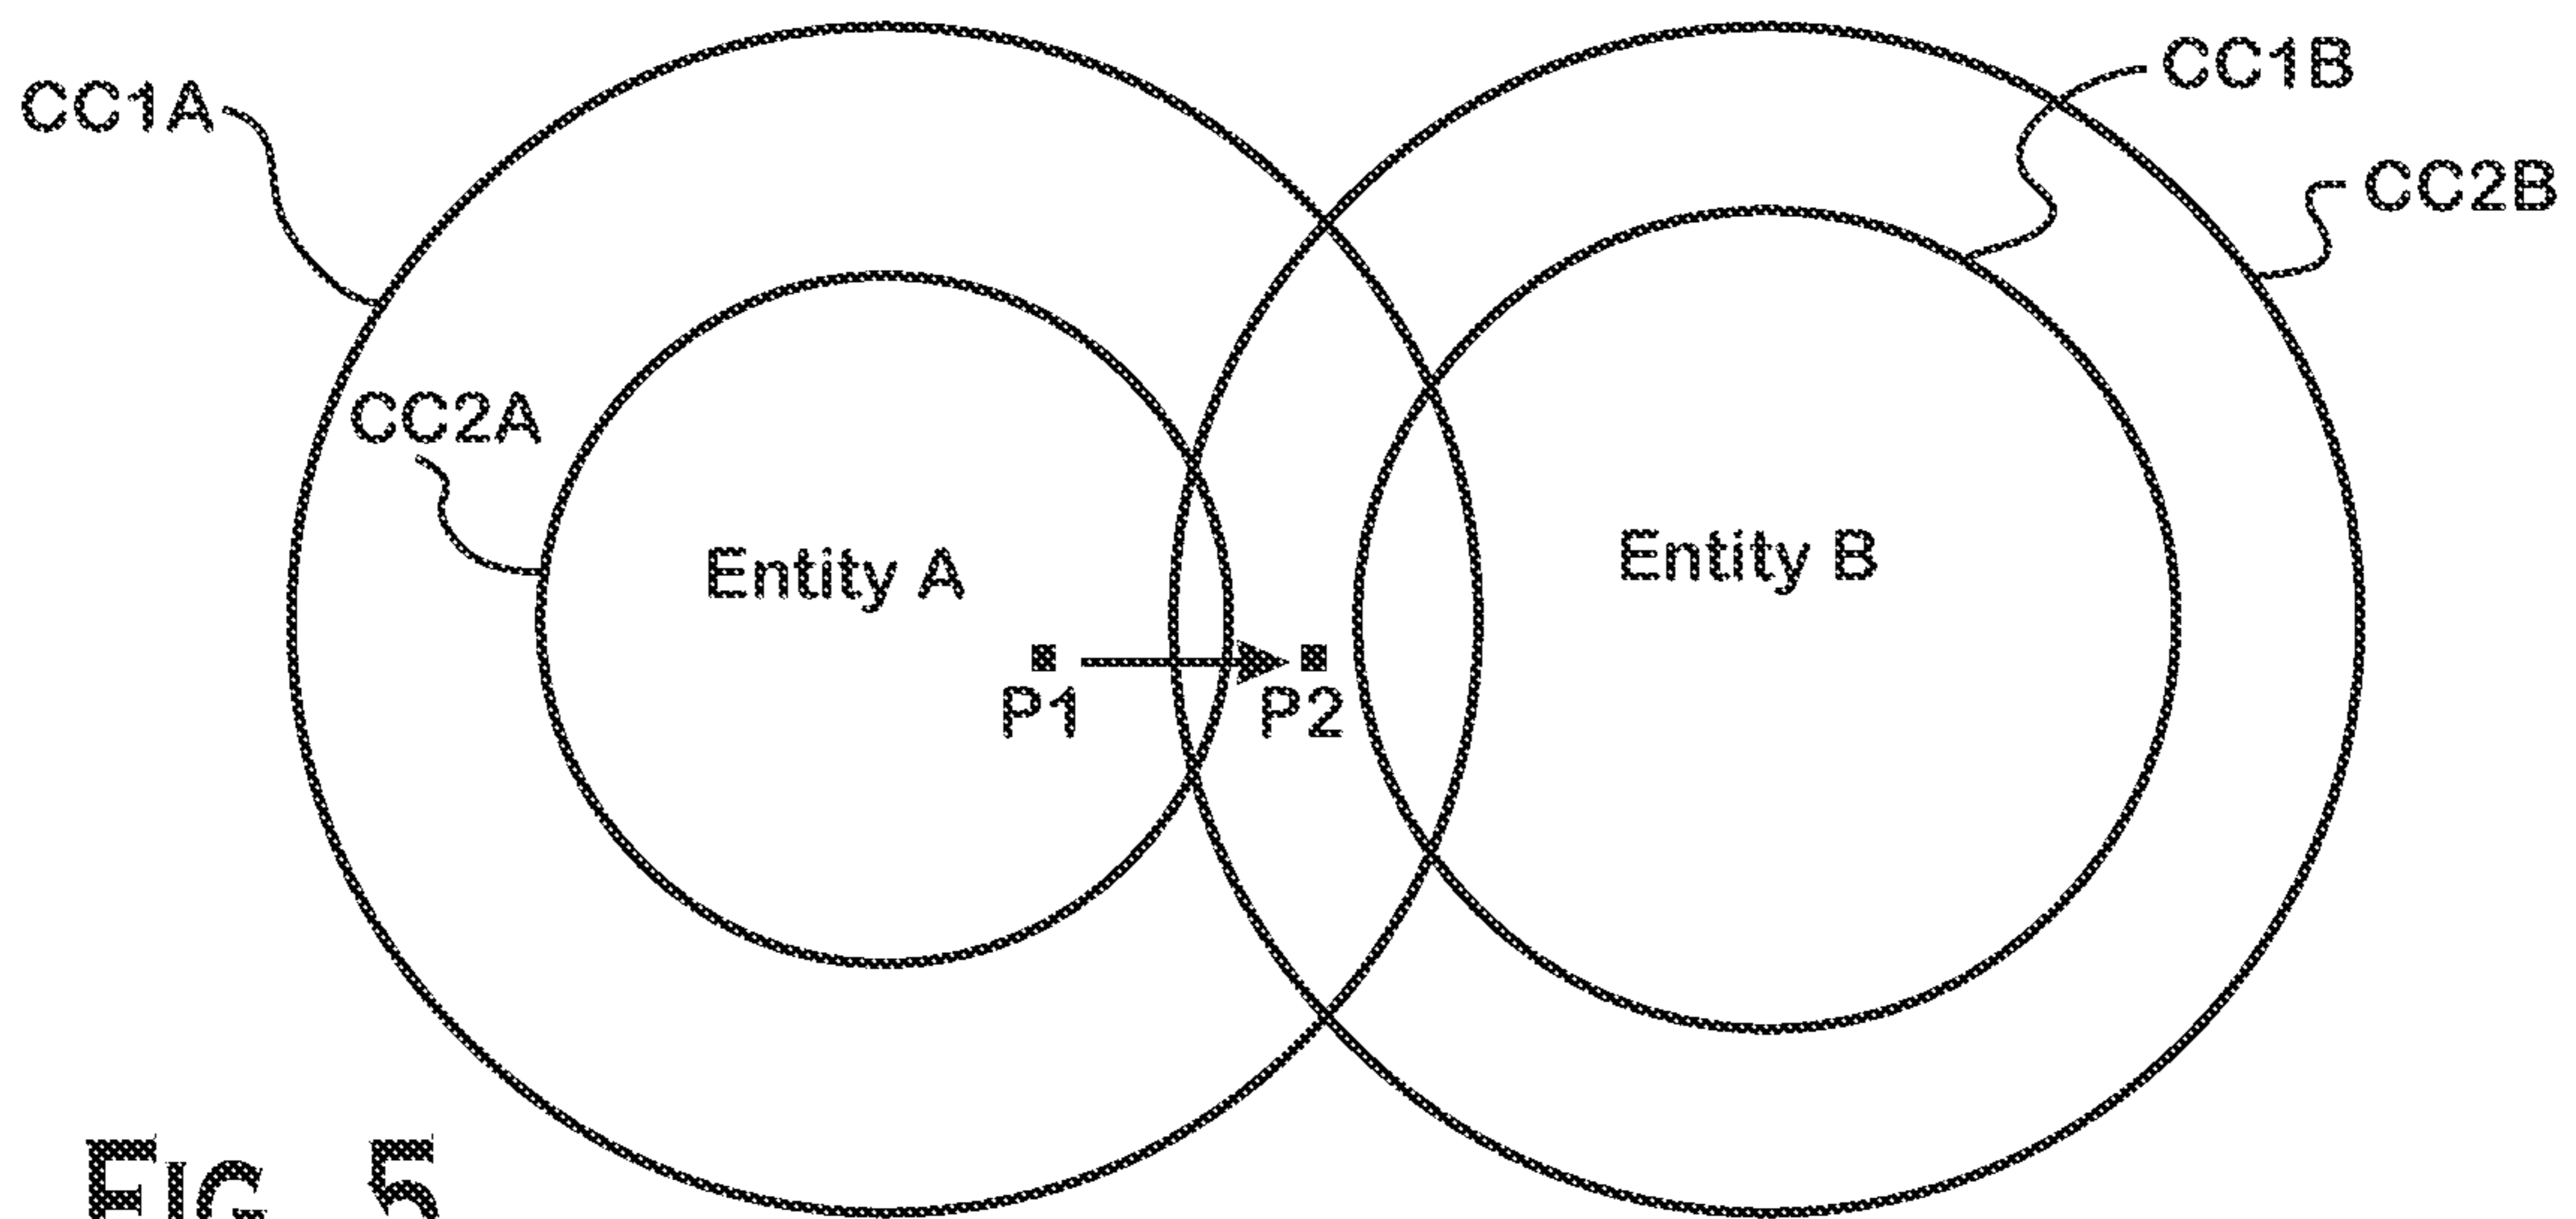 CC1A
CC1B
CC2B
CC2A
Entity A
Entity B
P1
P2
FIG. 5